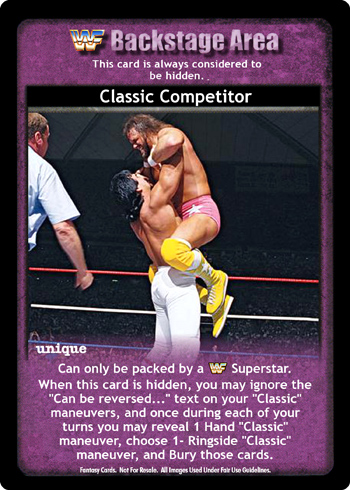 WF Backstage Area
This card is always considered to
be hidden.
Classic Competitor
unique
Can only be packed by a WF Superstar.
When this card is hidden, you may ignore the
"Can be reversed..." text on your "Classic"
maneuvers, and once during each of your
turns you may reveal 1 Hand "Classic"
maneuver, choose 1- Ringside "Classic"
maneuver, and Bury those cards.
Fantasy Cards. Not For Resale. All Images Used Under Fair Use Guidelines.